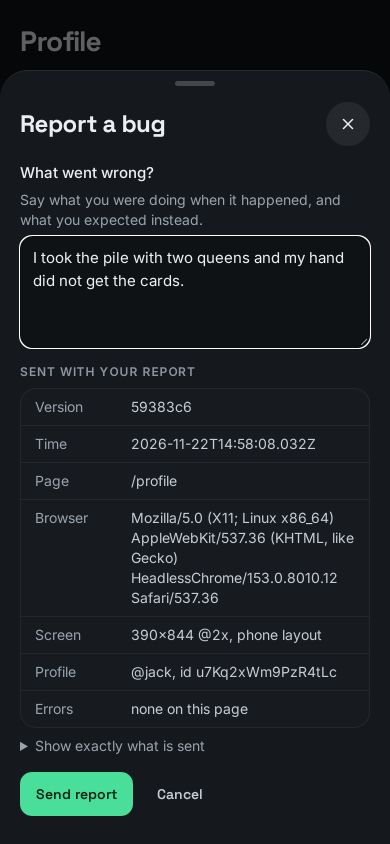 Profile
Report a bug
What went wrong?
Say what you were doing when it happened, and
what you expected instead.
I took the pile with two queens and my hand
did not get the cards.
SENT WITH YOUR REPORT
Version 59383c6
Time 2026-11-22T14:58:08.032Z
Page /profile
Browser Mozilla/5.0 (X11; Linux x86_64)
AppleWebKit/537.36 (KHTML, like
Gecko)
HeadlessChrome/153.0.8010.12
Safari/537.36
Screen 390×844 @2x, phone layout
Profile @jack, id u7Kq2xWm9PzR4tLc
Errors none on this page
Show exactly what is sent
Send report Cancel